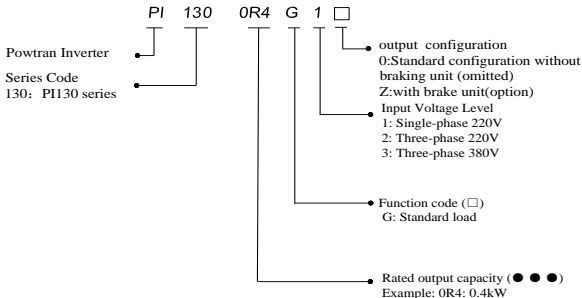 PI 130 0R4 G 1 □
Powtran Inverter
Series Code
130：PI130 series
output configuration
0:Standard configuration without
braking unit (omitted)
Z:with brake unit(option)
Input Voltage Level
1: Single-phase 220V
2: Three-phase 220V
3: Three-phase 380V
Function code (□)
G: Standard load
Rated output capacity (●●●)
Example: 0R4: 0.4kW